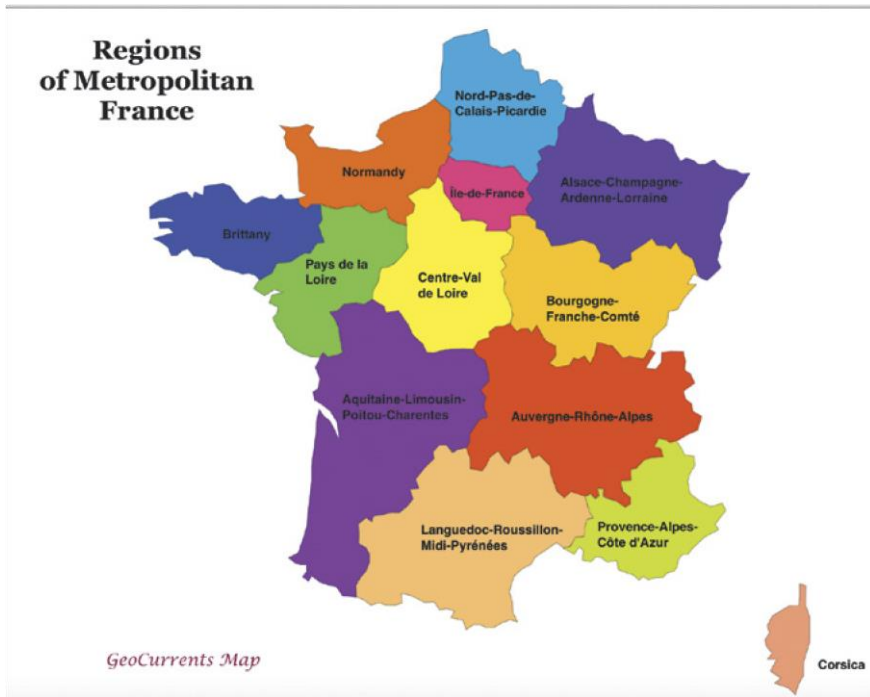 Regions
of Metropolitan
France
Nord-Pas-de-
Calais-Picardie
Normandy
Île-de-France
Alsace-Champagne-
Ardenne-Lorraine
Brittany
Pays de la
Loire
Centre-Val
de Loire
Bourgogne-
Franche-Comté
Aquitaine-Limousin-
Poitou-Charentes
Auvergne-Rhône-Alpes
Languedoc-Roussillon-
Midi-Pyrénées
Provence-Alpes-
Côte d'Azur
GeoCurrents Map
Corsica